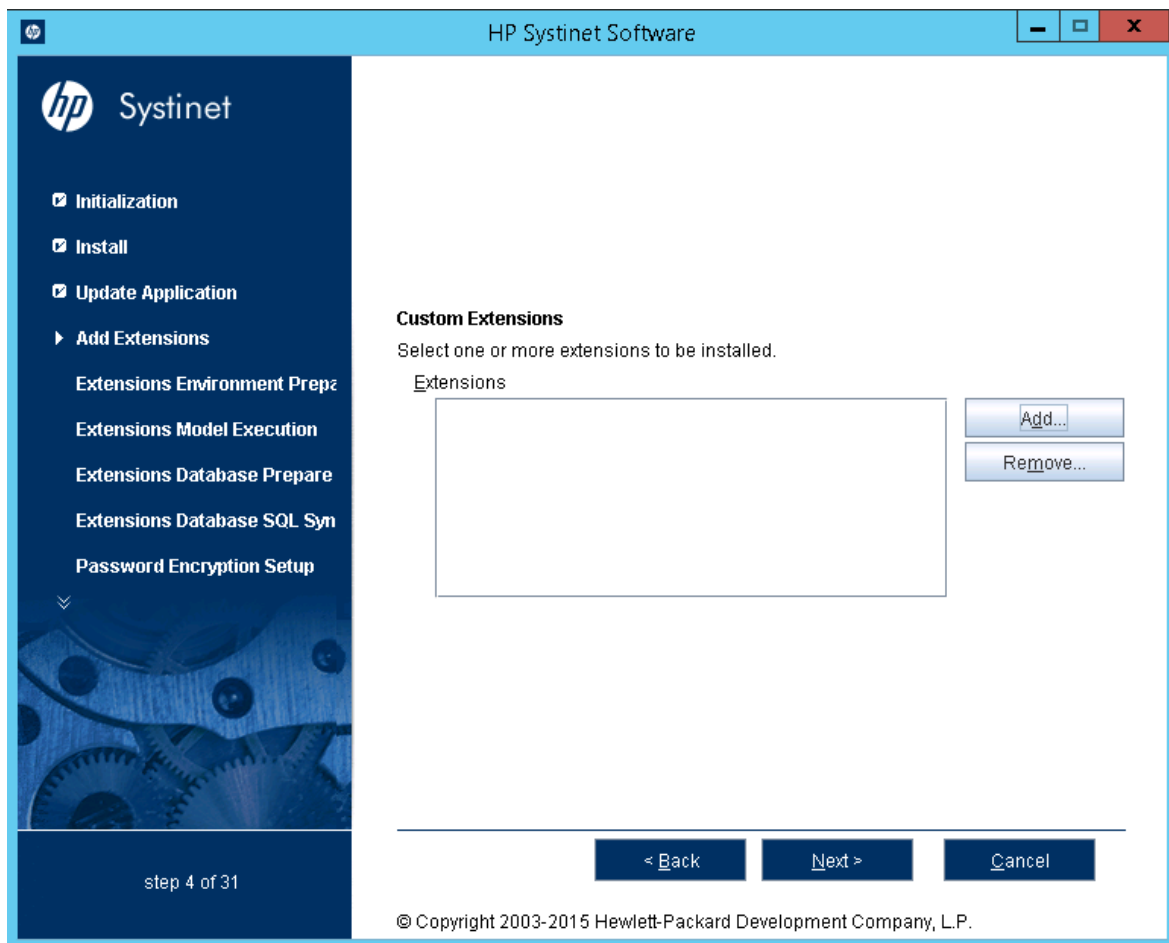 HP Systinet Software
hp Systinet
Initialization
Install
Update Application
Add Extensions
Extensions Environment Prepa
Extensions Model Execution
Extensions Database Prepare
Extensions Database SQL Syn
Password Encryption Setup
step 4 of 31
Custom Extensions
Select one or more extensions to be installed.
Extensions
Add...
Remove...
< Back
Next >
Cancel
© Copyright 2003-2015 Hewlett-Packard Development Company, L.P.